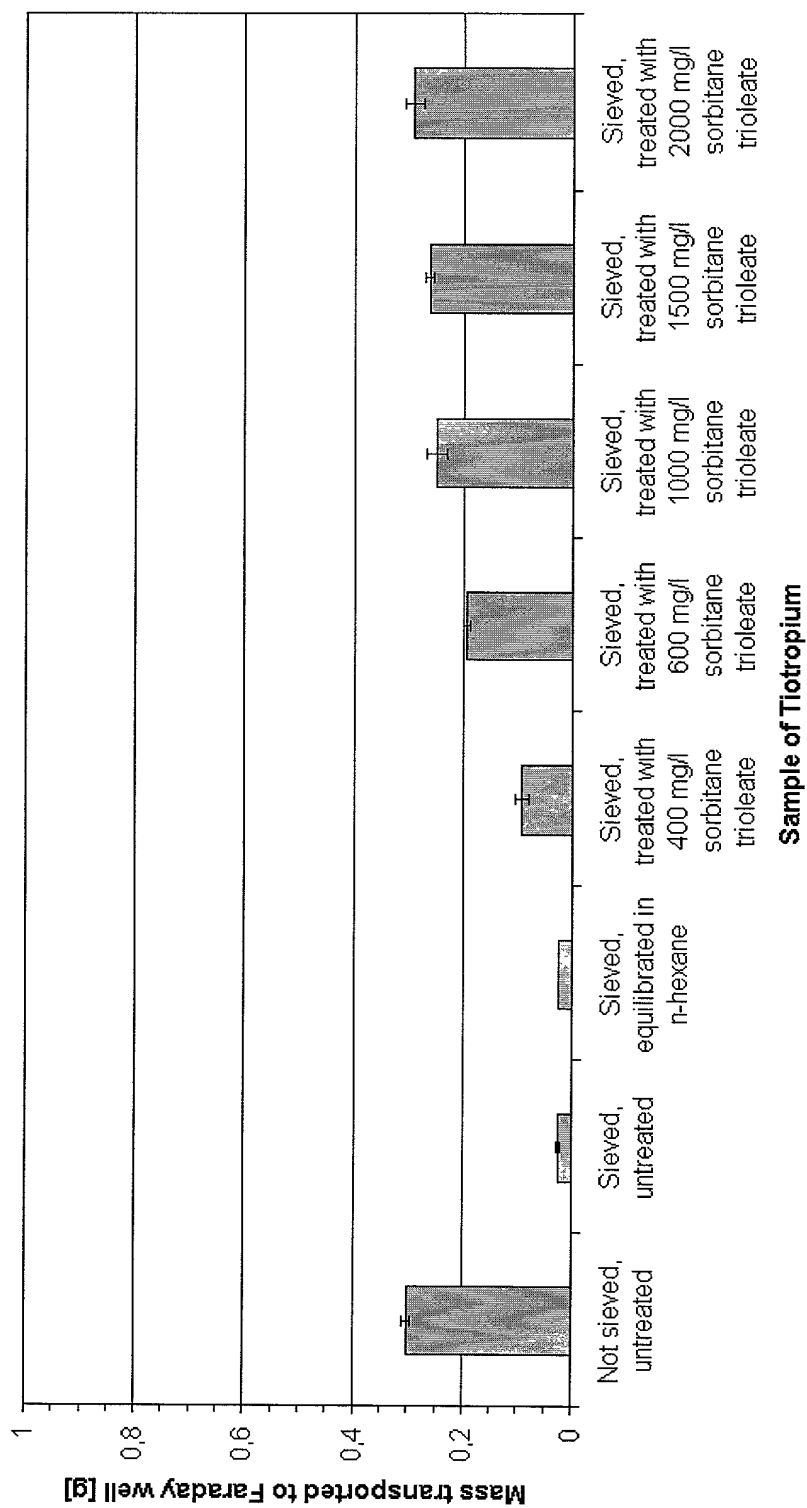 Mass transported to Faraday well [g]
1
0,8
0,6
0,4
0,2
0
Not sieved,
untreated
Sieved,
untreated
Sieved,
equilibrated in
n-hexane
Sieved,
treated with
400 mg/l
sorbitane
trioleate
Sieved,
treated with
600 mg/l
sorbitane
trioleate
Sieved,
treated with
1000 mg/l
sorbitane
trioleate
Sieved,
treated with
1500 mg/l
sorbitane
trioleate
Sieved,
treated with
2000 mg/l
sorbitane
trioleate
Sample of Tiotropium